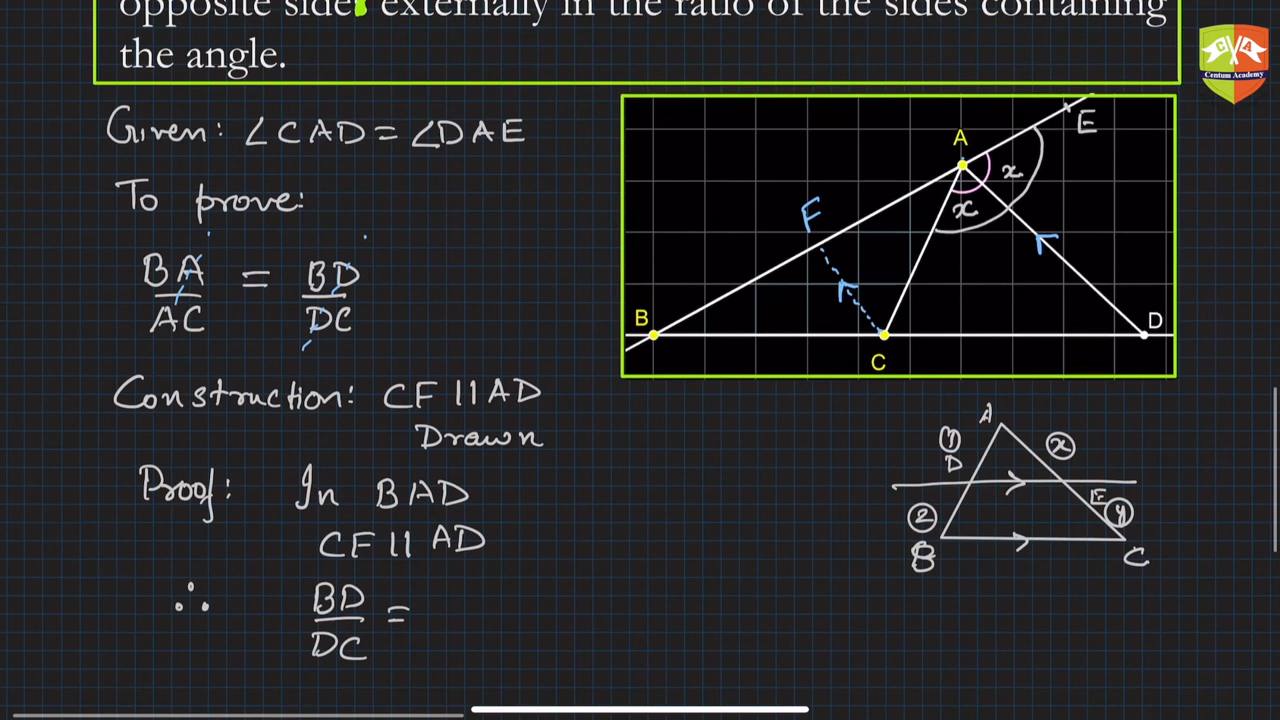 opposite sides externally in the ratio of the sides containing
the angle.
C A
Centum Academy
Given: ∠CAD = ∠DAE
To prove:
BA/AC = BD/DC
Construction: CF || AD
Drawn
Proof: In BAD
CF || AD
∴ BD/DC =
A
E
x
x
F
B
C
D
A
1
D
x
2
E
y
B
C